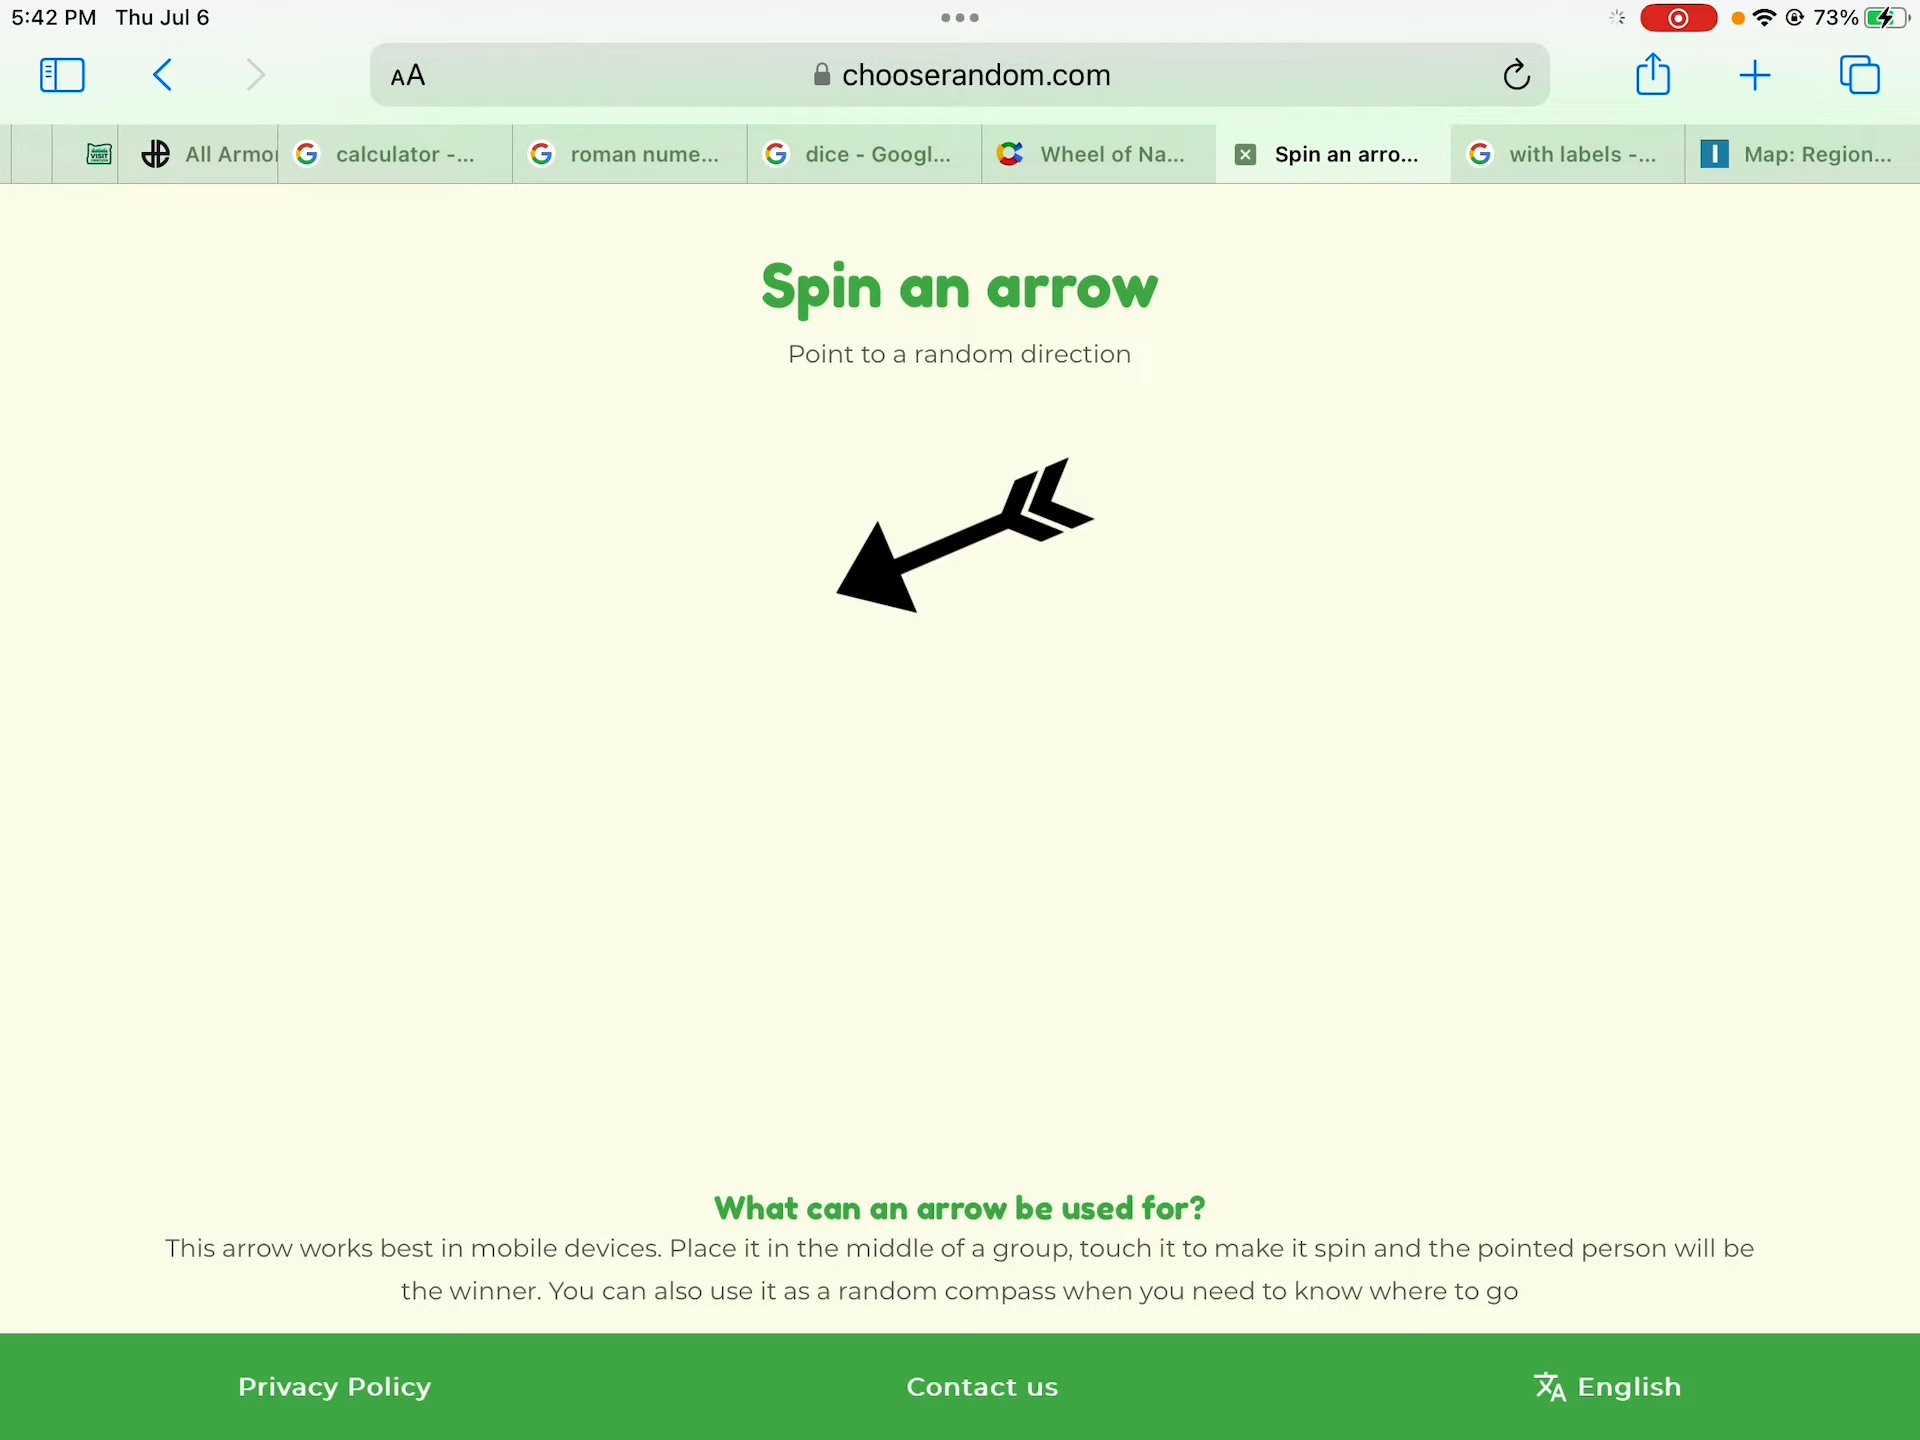 5:42 PM Thu Jul 6
73%
AA
chooserandom.com
VISIT
All Armo
calculator -...
roman nume...
dice - Googl...
Wheel of Na...
Spin an arro...
with labels -...
Map: Region...
Spin an arrow
Point to a random direction
What can an arrow be used for?
This arrow works best in mobile devices. Place it in the middle of a group, touch it to make it spin and the pointed person will be
the winner. You can also use it as a random compass when you need to know where to go
Privacy Policy
Contact us
English